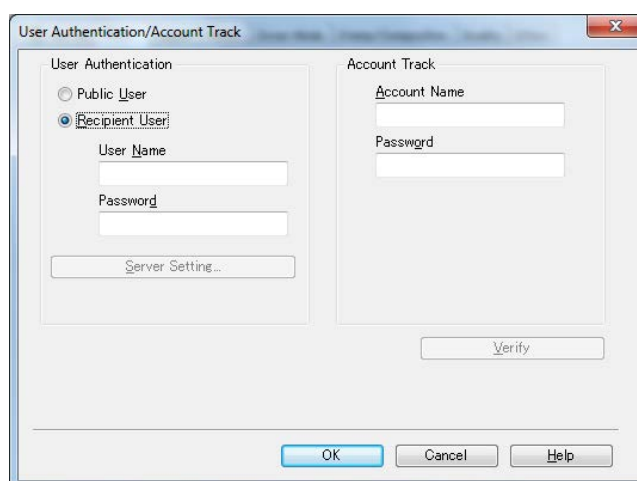 User Authentication/Account Track
User Authentication
Public User
Recipient User
User Name
Password
Server Setting...
Account Track
Account Name
Password
Verify
OK
Cancel
Help